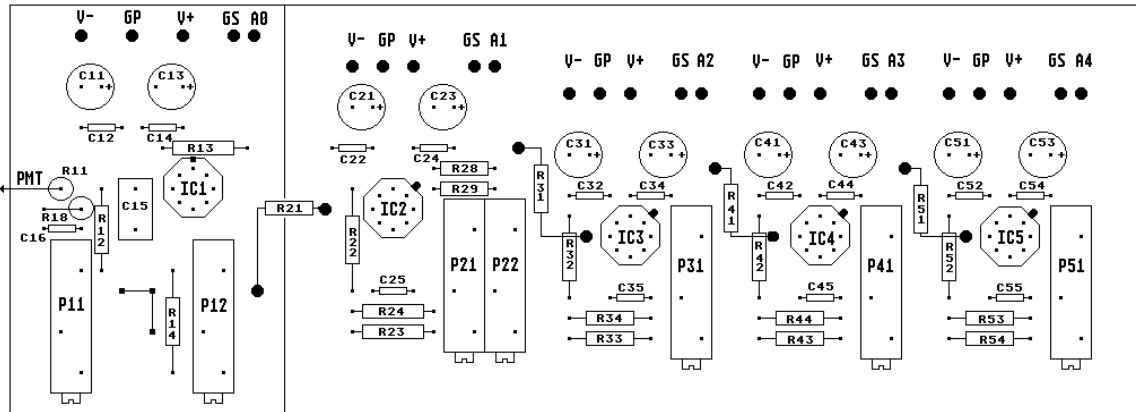 V- GP V+ GS A0
C11 C13
C12 C14
R13
R11
PMT
IC1
C15
R18
R12
C16
P11 P12
R14
R21
V- GP V+ GS A1
C21 C23
C22 C24
R28
R29
IC2
R22
P21 P22
C25
R24
R23
V- GP V+ GS A2
C31 C33
R31
C32 C34
IC3
R32
P31
C35
R34
R33
V- GP V+ GS A3
C41 C43
R41
C42 C44
IC4
R42
P41
C45
R44
R43
V- GP V+ GS A4
C51 C53
R51
C52 C54
IC5
R52
P51
C55
R53
R54